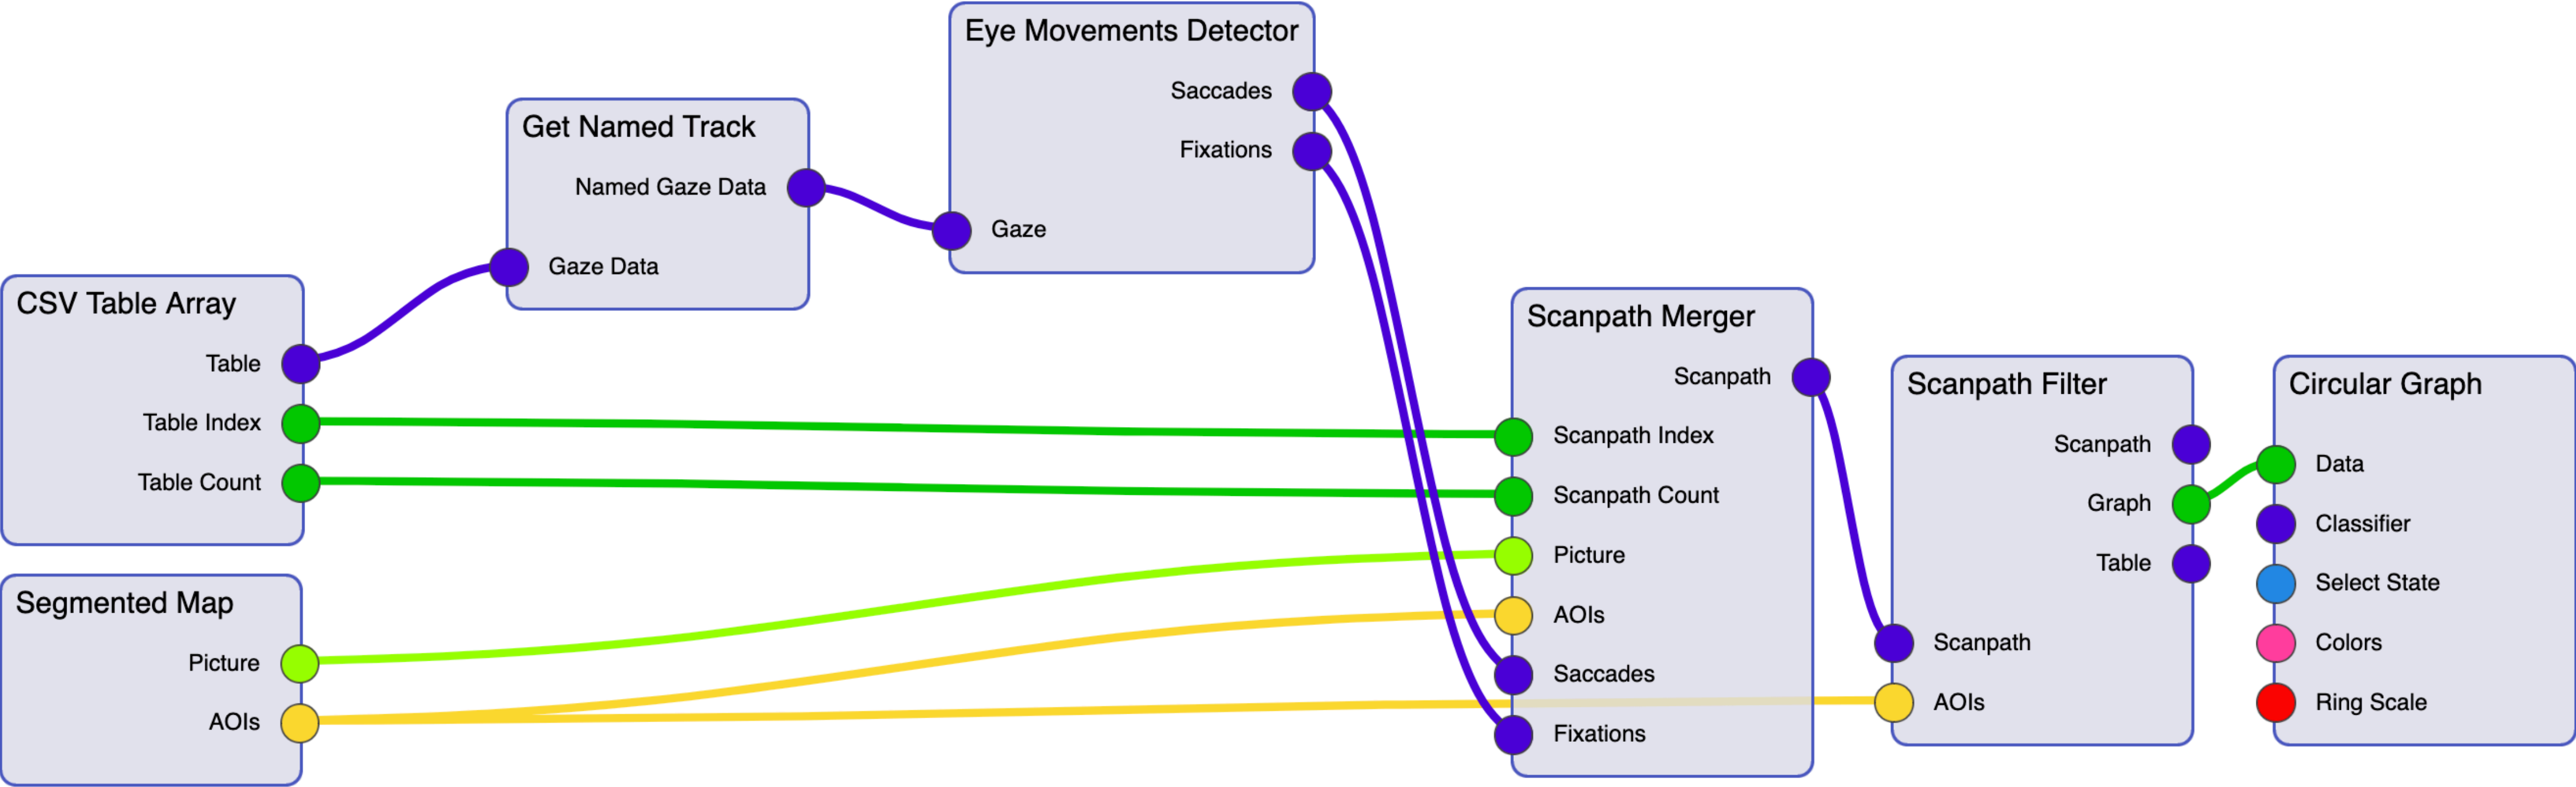 Eye Movements Detector
Saccades
Fixations
Gaze
Get Named Track
Named Gaze Data
Gaze Data
CSV Table Array
Table
Table Index
Table Count
Segmented Map
Picture
AOIs
Scanpath Merger
Scanpath
Scanpath Index
Scanpath Count
Picture
AOIs
Saccades
Fixations
Scanpath Filter
Scanpath
Graph
Table
Scanpath
AOIs
Circular Graph
Data
Classifier
Select State
Colors
Ring Scale